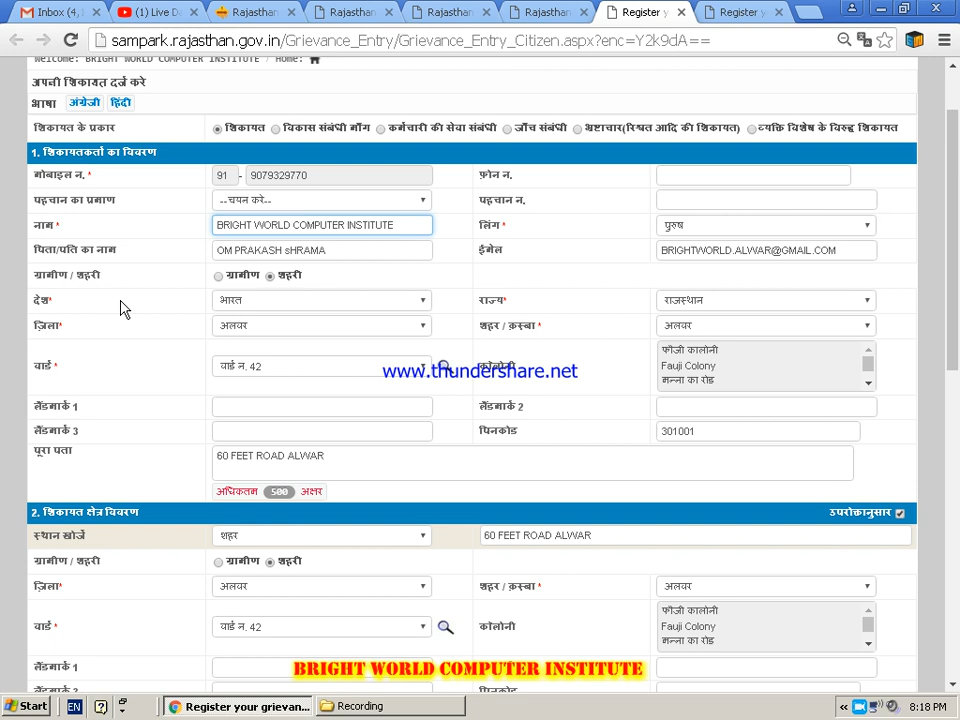 Inbox (4,
(1) Live D
Rajasthan
Rajasthan
Rajasthan
Rajasthan
Register y
Register y
sampark.rajasthan.gov.in/Grievance_Entry/Grievance_Entry_Citizen.aspx?enc=Y2k9dA==
Welcome: BRIGHT WORLD COMPUTER INSTITUTE / Home:
अपनी शिकायत दर्ज करे
भाषा अंग्रेजी हिंदी
शिकायत के प्रकार शिकायत विकास संबंधी माँग कर्मचारी की सेवा संबंधी जाँच संबंधी भ्रष्टाचार(रिश्वत आदि की शिकायत) व्यक्ति विशेष के विरुद्ध शिकायत
1. शिकायतकर्ता का विवरण
मोबाइल न. * 91 - 9079329770 फ़ोन न.
पहचान का प्रमाण --चयन करे-- पहचान न.
नाम * BRIGHT WORLD COMPUTER INSTITUTE लिंग * पुरुष
पिता/पति का नाम OM PRAKASH sHRAMA ईमेल BRIGHTWORLD.ALWAR@GMAIL.COM
ग्रामीण / शहरी ग्रामीण शहरी
देश* भारत राज्य* राजस्थान
ज़िला* अलवर शहर / क़स्बा * अलवर
वार्ड * वार्ड न. 42 कॉलोनी फौजी कालोनी
Fauji Colony
मन्ना का रोड
www.thundershare.net
लैंडमार्क 1 लैंडमार्क 2
लैंडमार्क 3 पिनकोड 301001
पूरा पता 60 FEET ROAD ALWAR
अधिकतम 500 अक्षर
2. शिकायत क्षेत्र विवरण उपरोक्तानुसार
स्थान खोजें शहर 60 FEET ROAD ALWAR
ग्रामीण / शहरी ग्रामीण शहरी
ज़िला* अलवर शहर / क़स्बा * अलवर
वार्ड * वार्ड न. 42 कॉलोनी फौजी कालोनी
Fauji Colony
मन्ना का रोड
लैंडमार्क 1
BRIGHT WORLD COMPUTER INSTITUTE
Start EN Register your grievan... Recording 8:18 PM